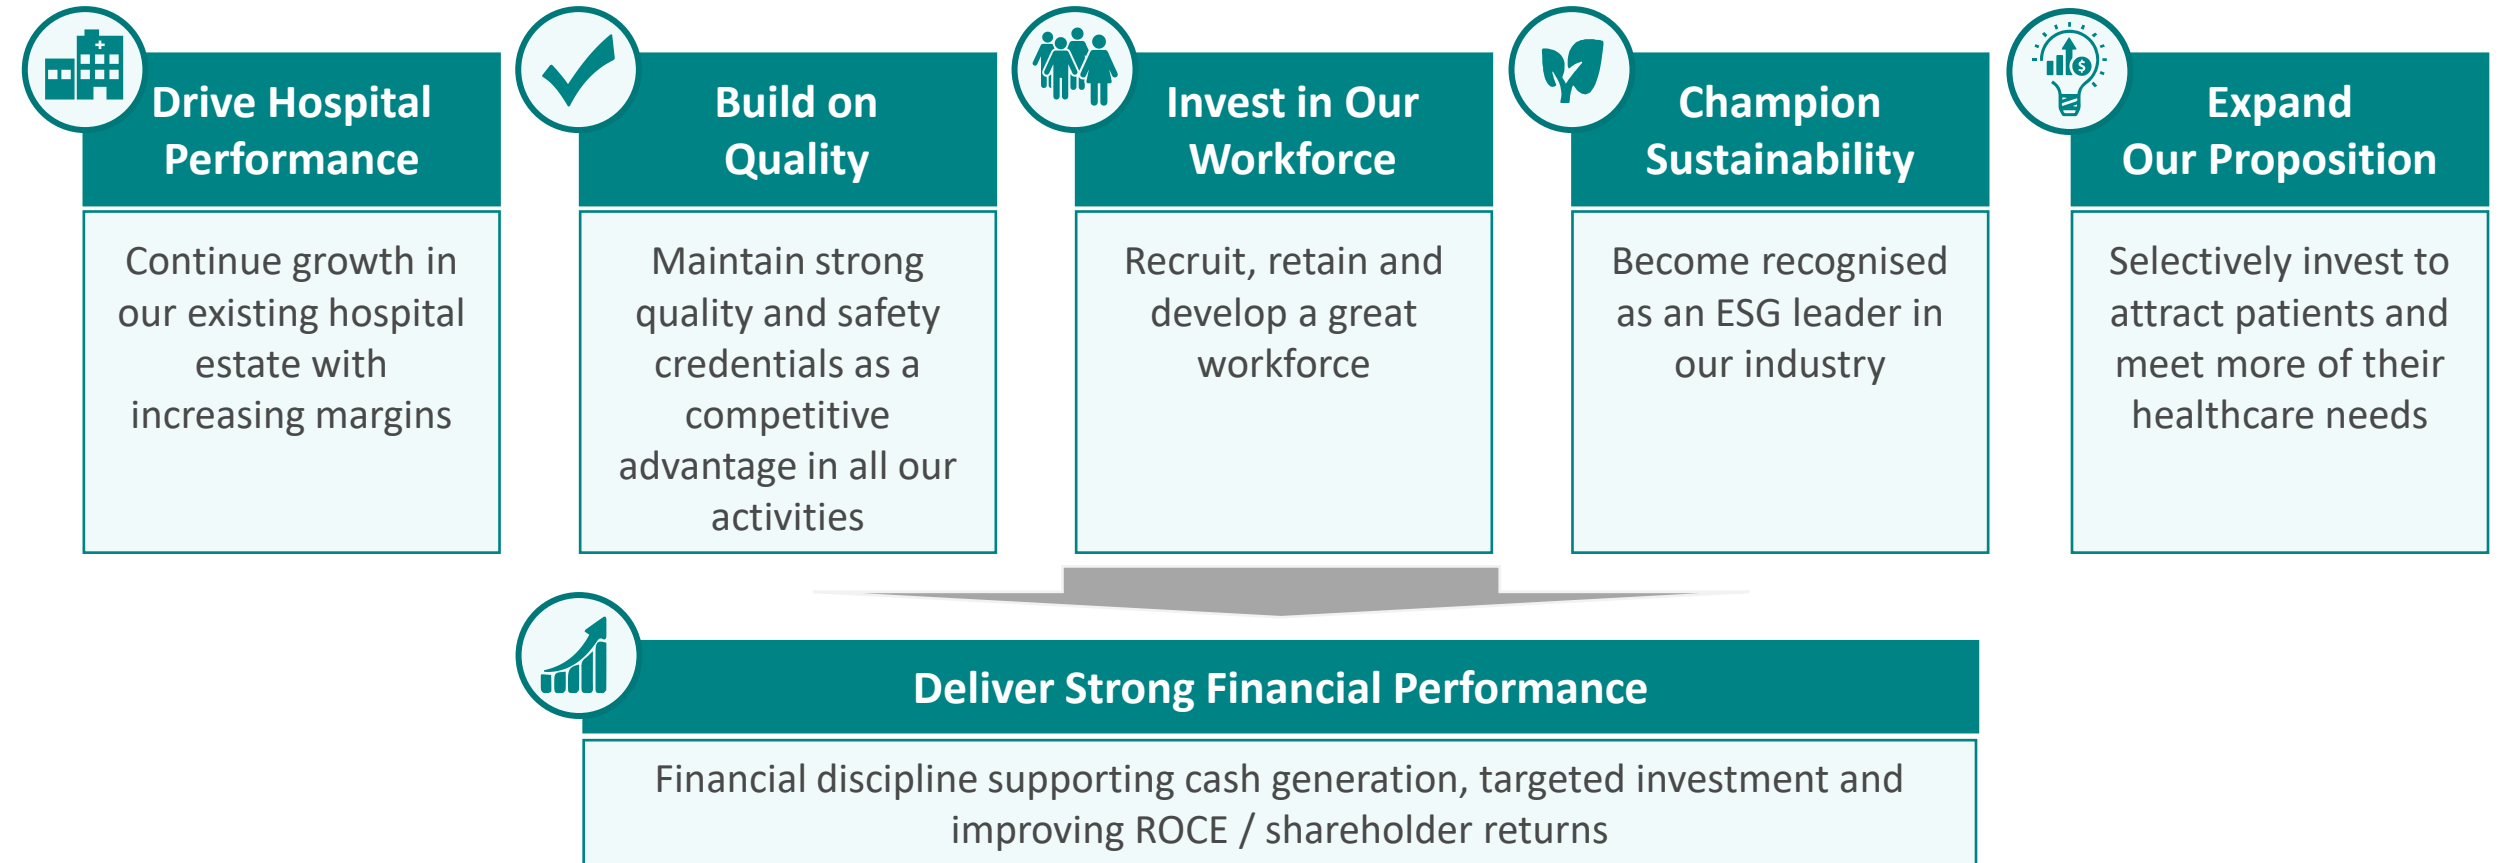 Drive Hospital
Performance
Continue growth in
our existing hospital
estate with
increasing margins
Build on
Quality
Maintain strong
quality and safety
credentials as a
competitive
advantage in all our
activities
Invest in Our
Workforce
Recruit, retain and
develop a great
workforce
Champion
Sustainability
Become recognised
as an ESG leader in
our industry
Expand
Our Proposition
Selectively invest to
attract patients and
meet more of their
healthcare needs
Deliver Strong Financial Performance
Financial discipline supporting cash generation, targeted investment and
improving ROCE / shareholder returns